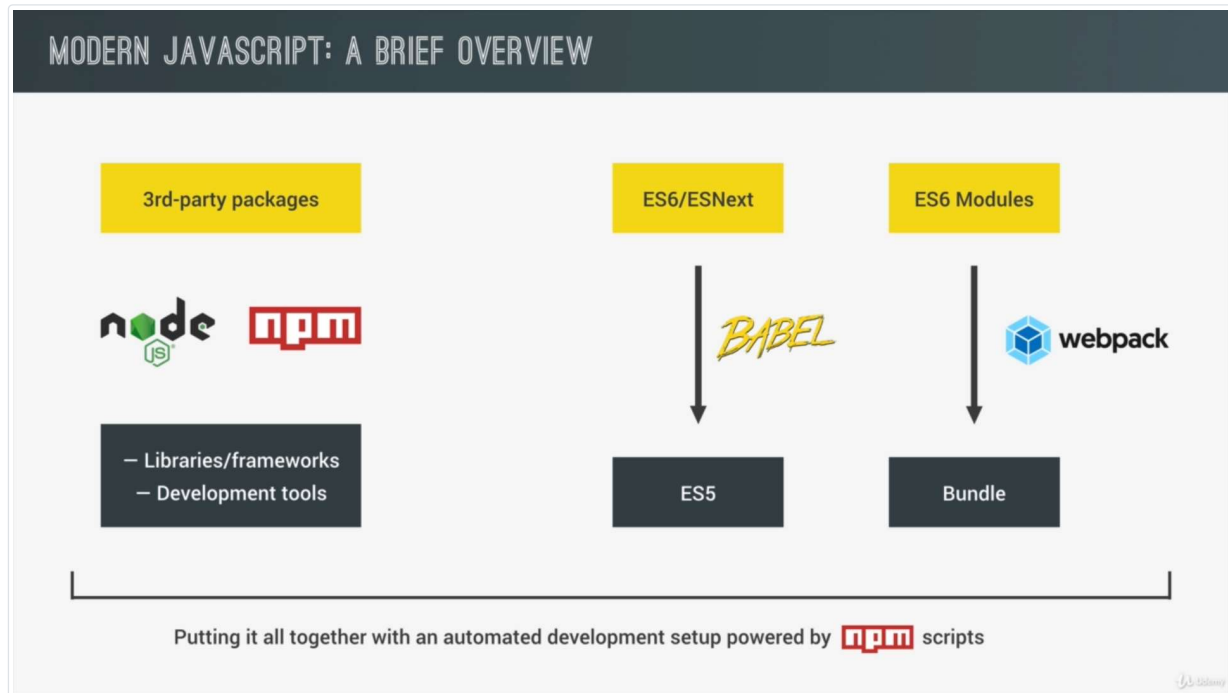 MODERN JAVASCRIPT: A BRIEF OVERVIEW
3rd-party packages
node
JS
npm
— Libraries/frameworks
— Development tools
ES6/ESNext
BABEL
ES5
ES6 Modules
webpack
Bundle
Putting it all together with an automated development setup powered by npm scripts
Udemy